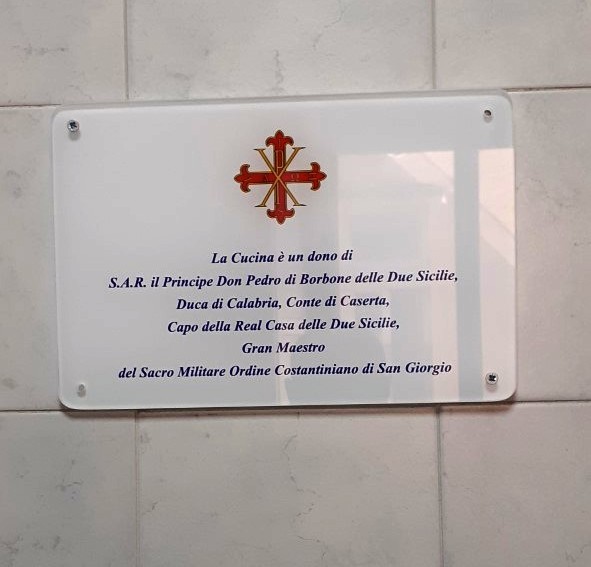 La Cucina è un dono di
S.A.R. il Principe Don Pedro di Borbone delle Due Sicilie,
Duca di Calabria, Conte di Caserta,
Capo della Real Casa delle Due Sicilie,
Gran Maestro
del Sacro Militare Ordine Costantiniano di San Giorgio